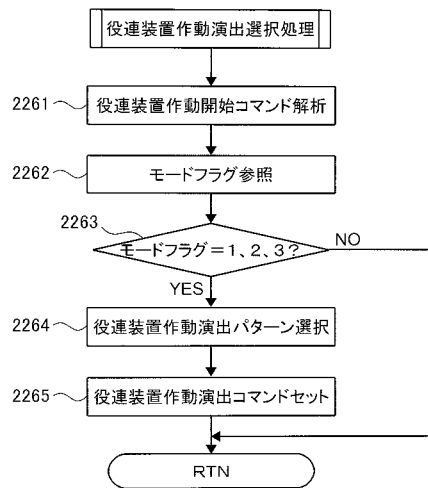 役連装置作動演出選択処理
2261
役連装置作動開始コマンド解析
2262
モードフラグ参照
2263
モードフラグ=1、2、3?
NO
YES
2264
役連装置作動演出パターン選択
2265
役連装置作動演出コマンドセット
RTN